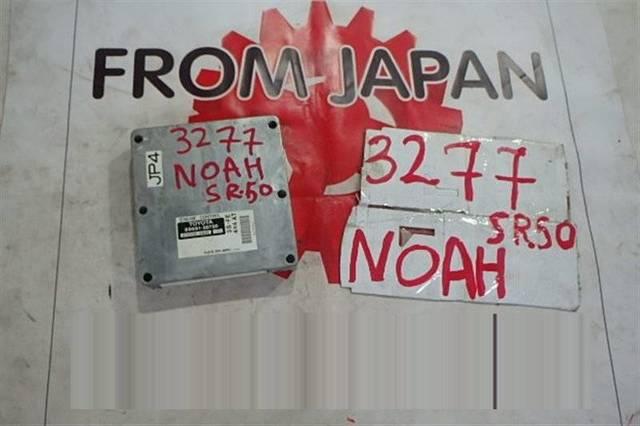 FROM JAPAN
JP4
3277
NOAH
SR50
TOYOTA
3277
SR50
NOAH